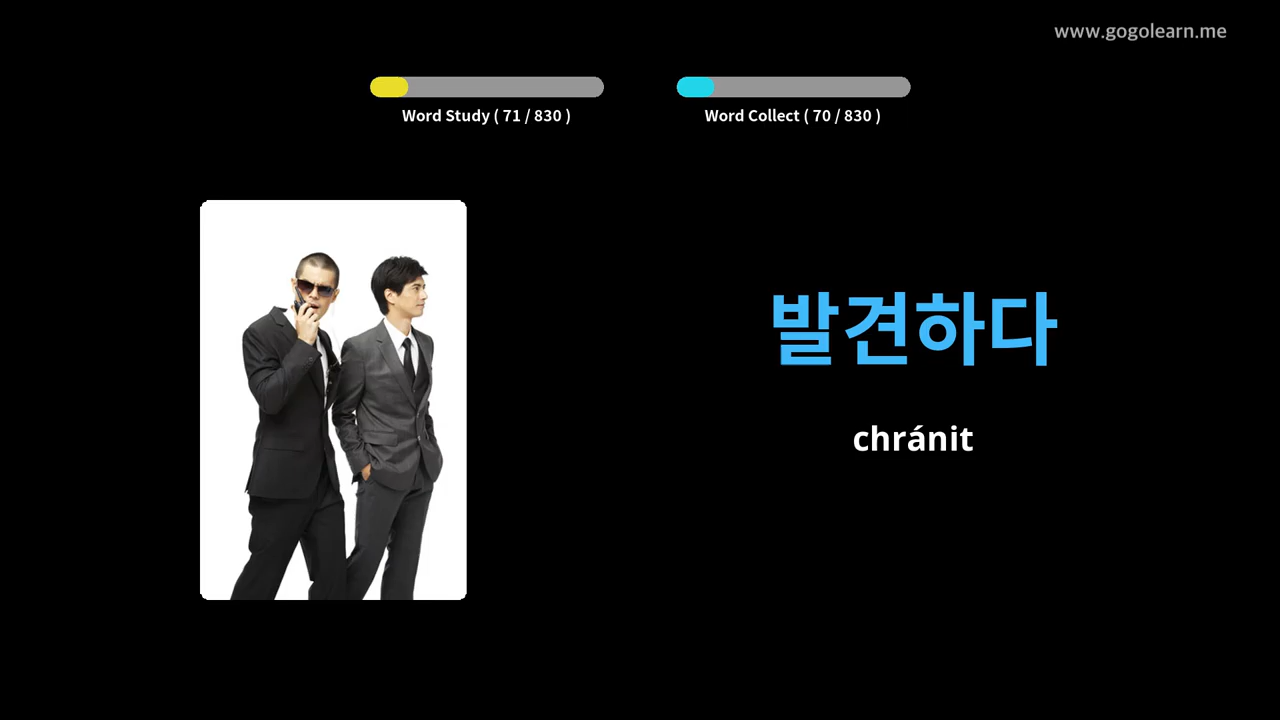 www.gogolearn.me
Word Study ( 71 / 830 )
Word Collect ( 70 / 830 )
발견하다
chránit